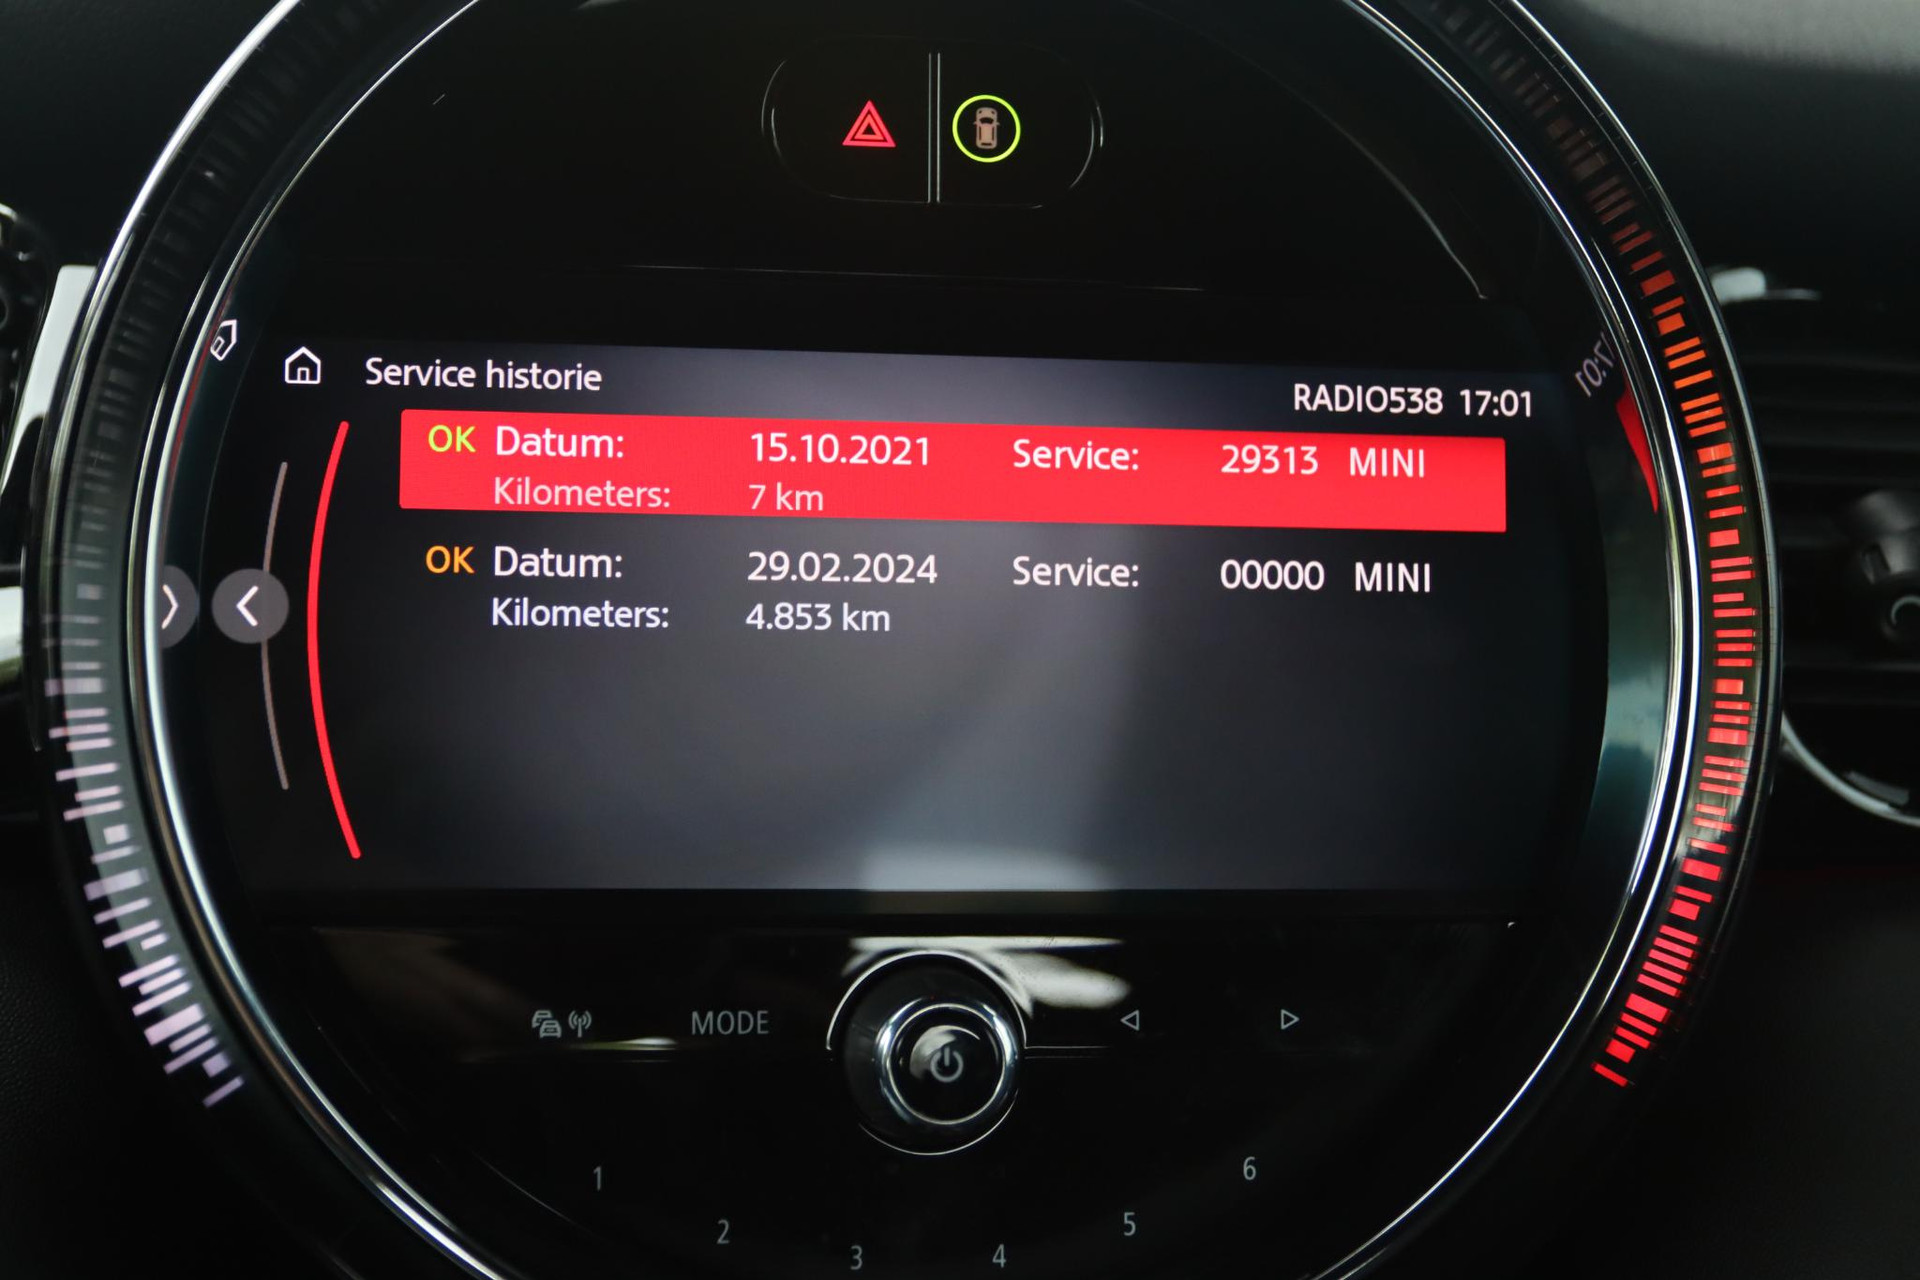 Service historie RADIO538 17:01
OK Datum: 15.10.2021 Service: 29313 MINI
Kilometers: 7 km
OK Datum: 29.02.2024 Service: 00000 MINI
Kilometers: 4.853 km
MODE
1 2 3 4 5 6